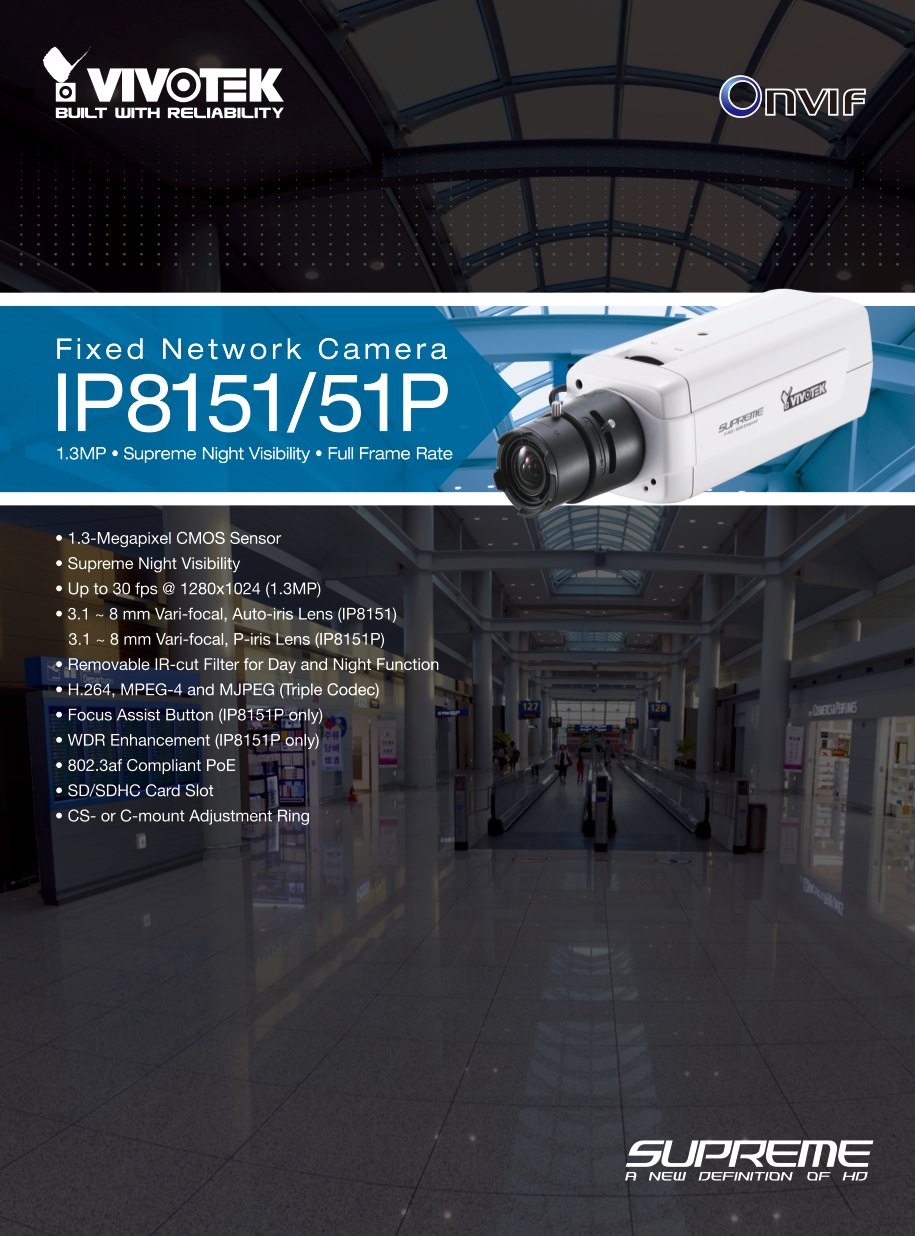 VIVOTEK
BUILT WITH RELIABILITY
ONVIF
Fixed Network Camera
IP8151/51P
1.3MP • Supreme Night Visibility • Full Frame Rate
SUPREME
VIVOTEK
• 1.3-Megapixel CMOS Sensor
• Supreme Night Visibility
• Up to 30 fps @ 1280x1024 (1.3MP)
• 3.1 ~ 8 mm Vari-focal, Auto-iris Lens (IP8151)
3.1 ~ 8 mm Vari-focal, P-iris Lens (IP8151P)
• Removable IR-cut Filter for Day and Night Function
• H.264, MPEG-4 and MJPEG (Triple Codec)
• Focus Assist Button (IP8151P only)
• WDR Enhancement (IP8151P only)
• 802.3af Compliant PoE
• SD/SDHC Card Slot
• CS- or C-mount Adjustment Ring
Departures
127
128
COSMETICS & PERFUMES
SUPREME
A NEW DEFINITION OF HD